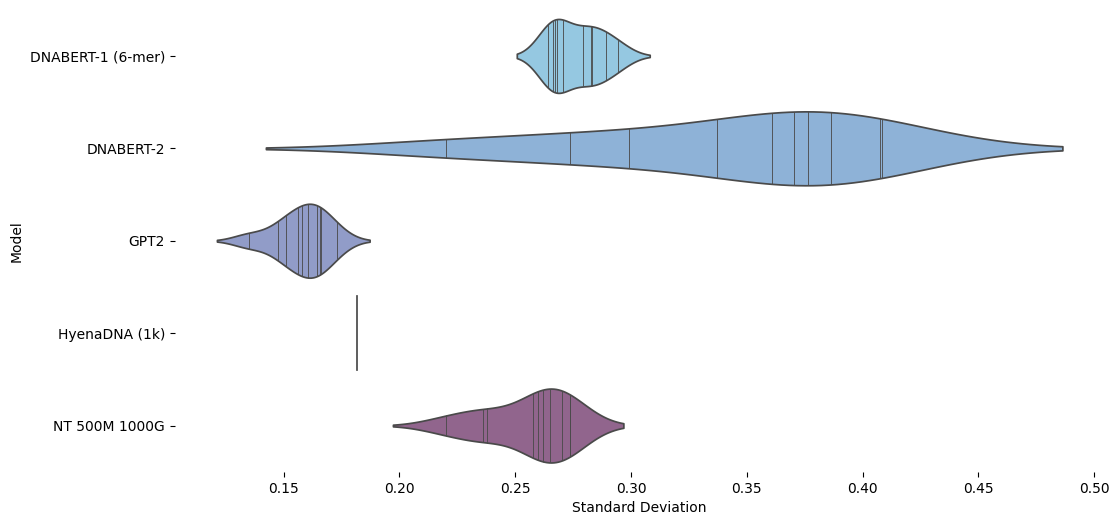 DNABERT-1 (6-mer)
DNABERT-2
GPT2
HyenaDNA (1k)
NT 500M 1000G
Model
0.15 0.20 0.25 0.30 0.35 0.40 0.45 0.50
Standard Deviation